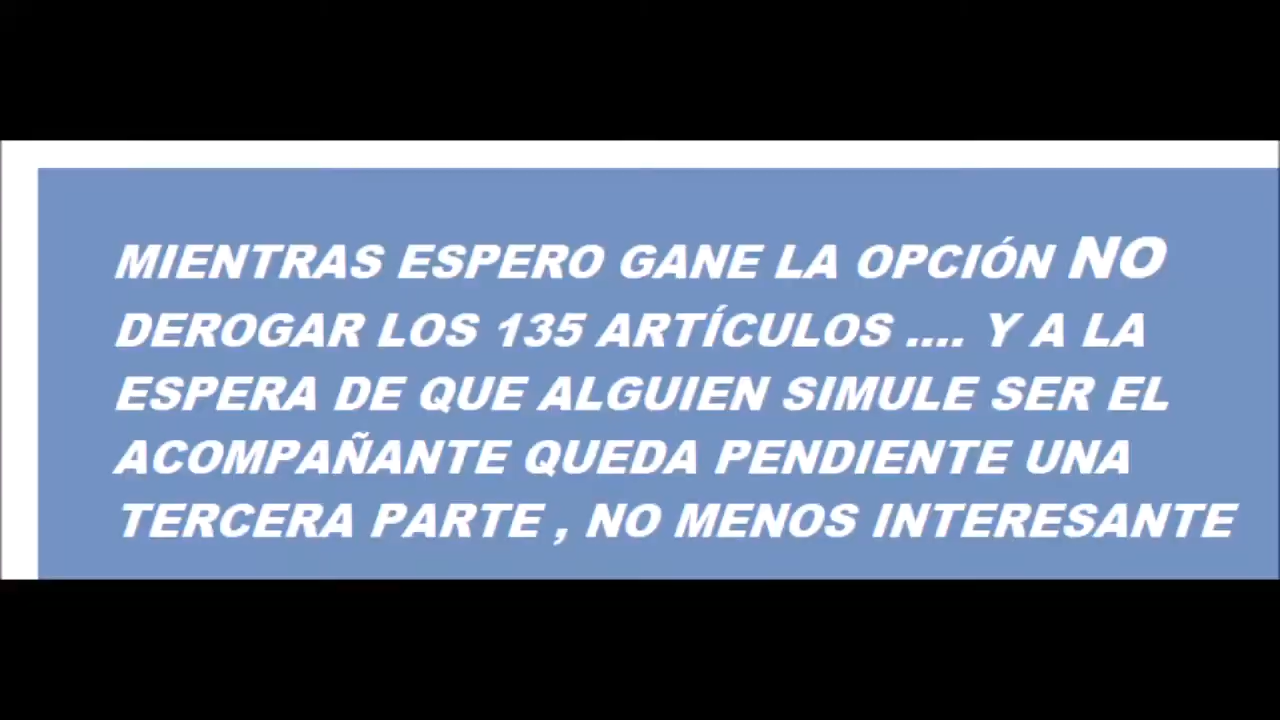 MIENTRAS ESPERO GANE LA OPCIÓN NO
DEROGAR LOS 135 ARTÍCULOS .... Y A LA
ESPERA DE QUE ALGUIEN SIMULE SER EL
ACOMPAÑANTE QUEDA PENDIENTE UNA
TERCERA PARTE , NO MENOS INTERESANTE